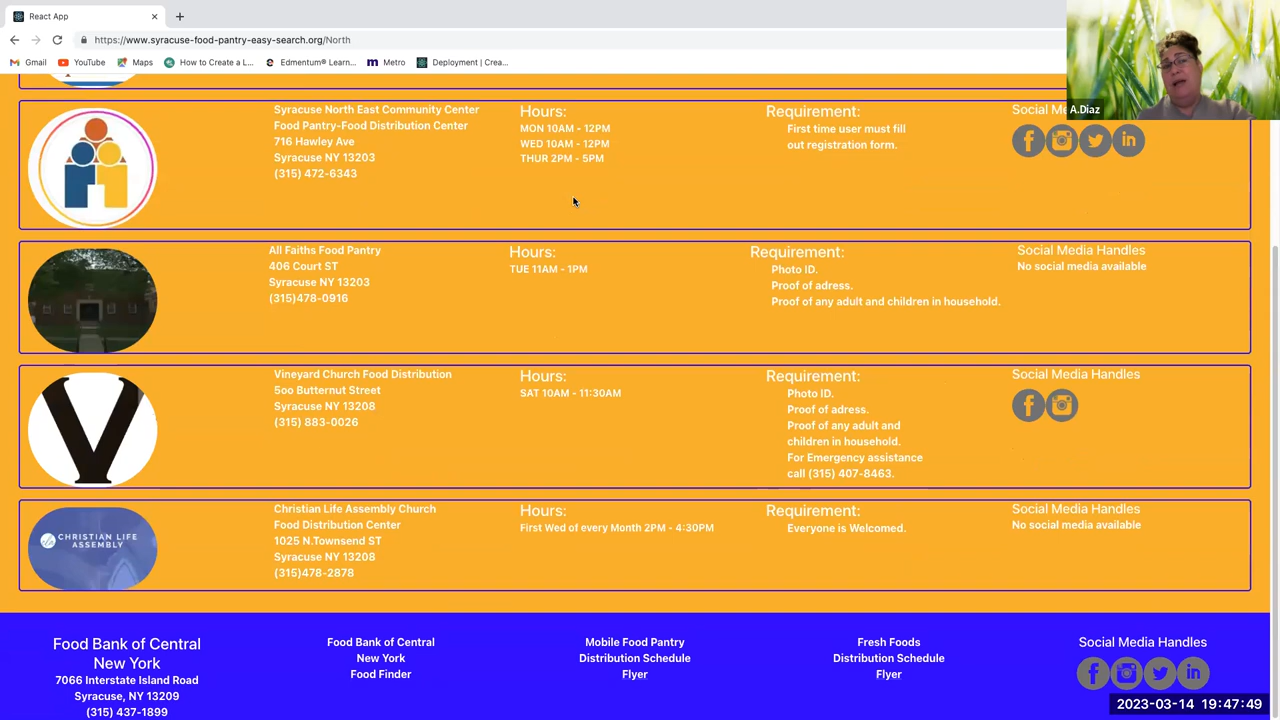 React App
https://www.syracuse-food-pantry-easy-search.org/North
Gmail
YouTube
Maps
How to Create a L...
Edmentum® Learn...
Metro
Deployment | Crea...
A.Diaz
Syracuse North East Community Center
Food Pantry-Food Distribution Center
716 Hawley Ave
Syracuse NY 13203
(315) 472-6343
Hours:
MON 10AM - 12PM
WED 10AM - 12PM
THUR 2PM - 5PM
Requirement:
First time user must fill
out registration form.
Social Me
All Faiths Food Pantry
406 Court ST
Syracuse NY 13203
(315)478-0916
Hours:
TUE 11AM - 1PM
Requirement:
Photo ID.
Proof of adress.
Proof of any adult and children in household.
Social Media Handles
No social media available
V
Vineyard Church Food Distribution
5oo Butternut Street
Syracuse NY 13208
(315) 883-0026
Hours:
SAT 10AM - 11:30AM
Requirement:
Photo ID.
Proof of adress.
Proof of any adult and
children in household.
For Emergency assistance
call (315) 407-8463.
Social Media Handles
CHRISTIAN LIFE
ASSEMBLY
Christian Life Assembly Church
Food Distribution Center
1025 N.Townsend ST
Syracuse NY 13208
(315)478-2878
Hours:
First Wed of every Month 2PM - 4:30PM
Requirement:
Everyone is Welcomed.
Social Media Handles
No social media available
Food Bank of Central
New York
7066 Interstate Island Road
Syracuse, NY 13209
(315) 437-1899
Food Bank of Central
New York
Food Finder
Mobile Food Pantry
Distribution Schedule
Flyer
Fresh Foods
Distribution Schedule
Flyer
Social Media Handles
2023-03-14 19:47:49